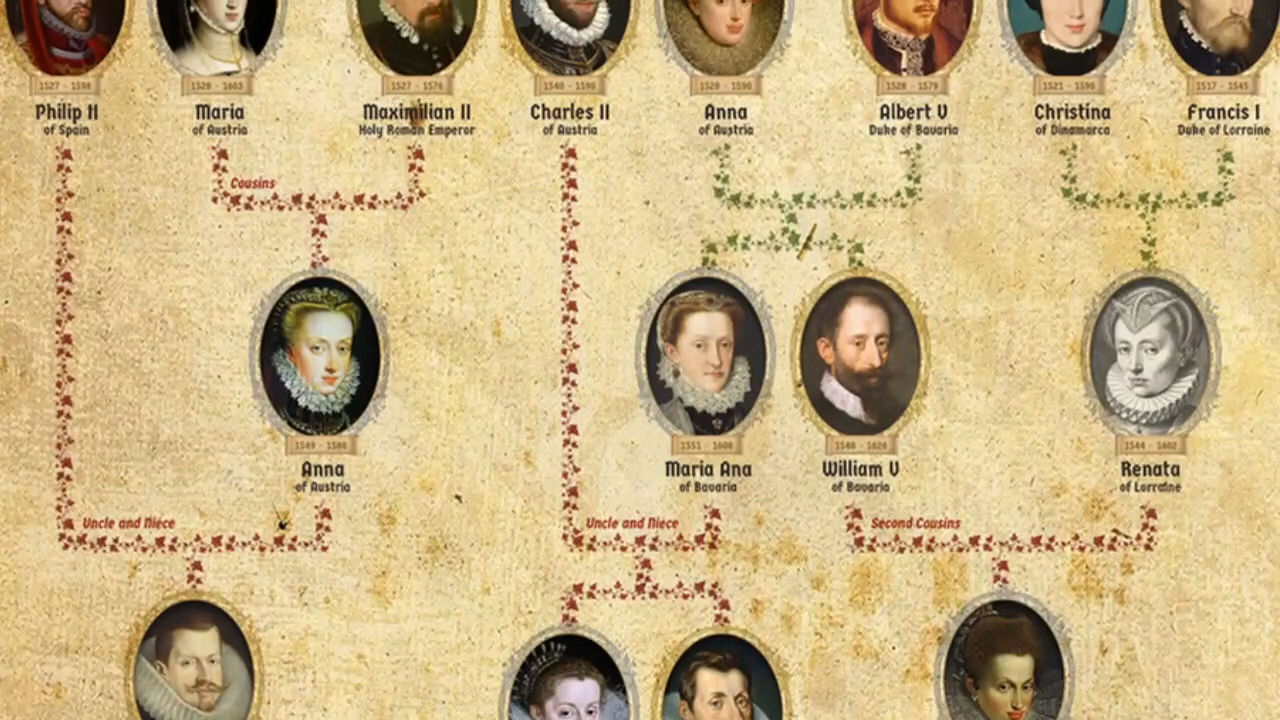 1527 - 1598
1528 - 1603
1527 - 1576
1540 - 1590
1528 - 1590
1528 - 1579
1521 - 1590
1517 - 1545
Philip II
Maria
Maximilian II
Charles II
Anna
Albert V
Christina
Francis I
of Spain
of Austria
Holy Roman Emperor
of Austria
of Austria
Duke of Bavaria
of Dinamarca
Duke of Lorraine
Cousins
1549 - 1580
1551 - 1608
1548 - 1626
1544 - 1602
Anna
Maria Ana
William V
Renata
of Austria
of Bavaria
of Bavaria
of Lorraine
Uncle and Niece
Uncle and Niece
Second Cousins